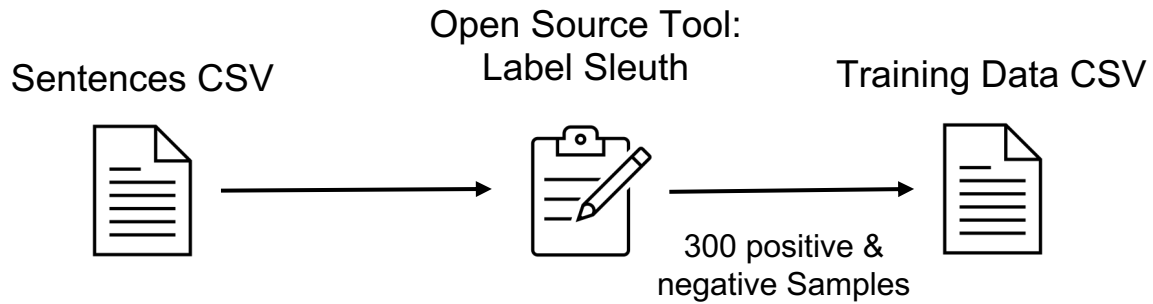 Open Source Tool:
Label Sleuth
Sentences CSV
Training Data CSV
300 positive &
negative Samples